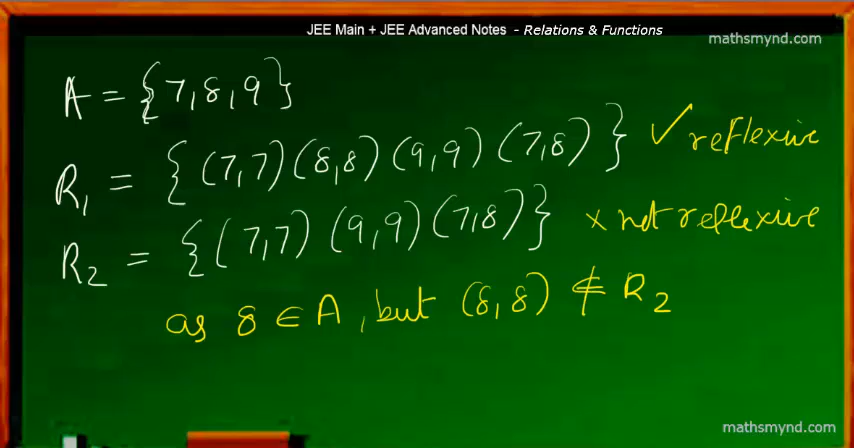 JEE Main + JEE Advanced Notes - Relations & Functions
mathsmynd.com
A = {7,8,9}
R₁ = {(7,7)(8,8)(9,9)(7,8)} ✓ reflexive
R₂ = {(7,7)(9,9)(7,8)} × not reflexive
as 8 ∈ A, but (8,8) ∉ R₂
mathsmynd.com